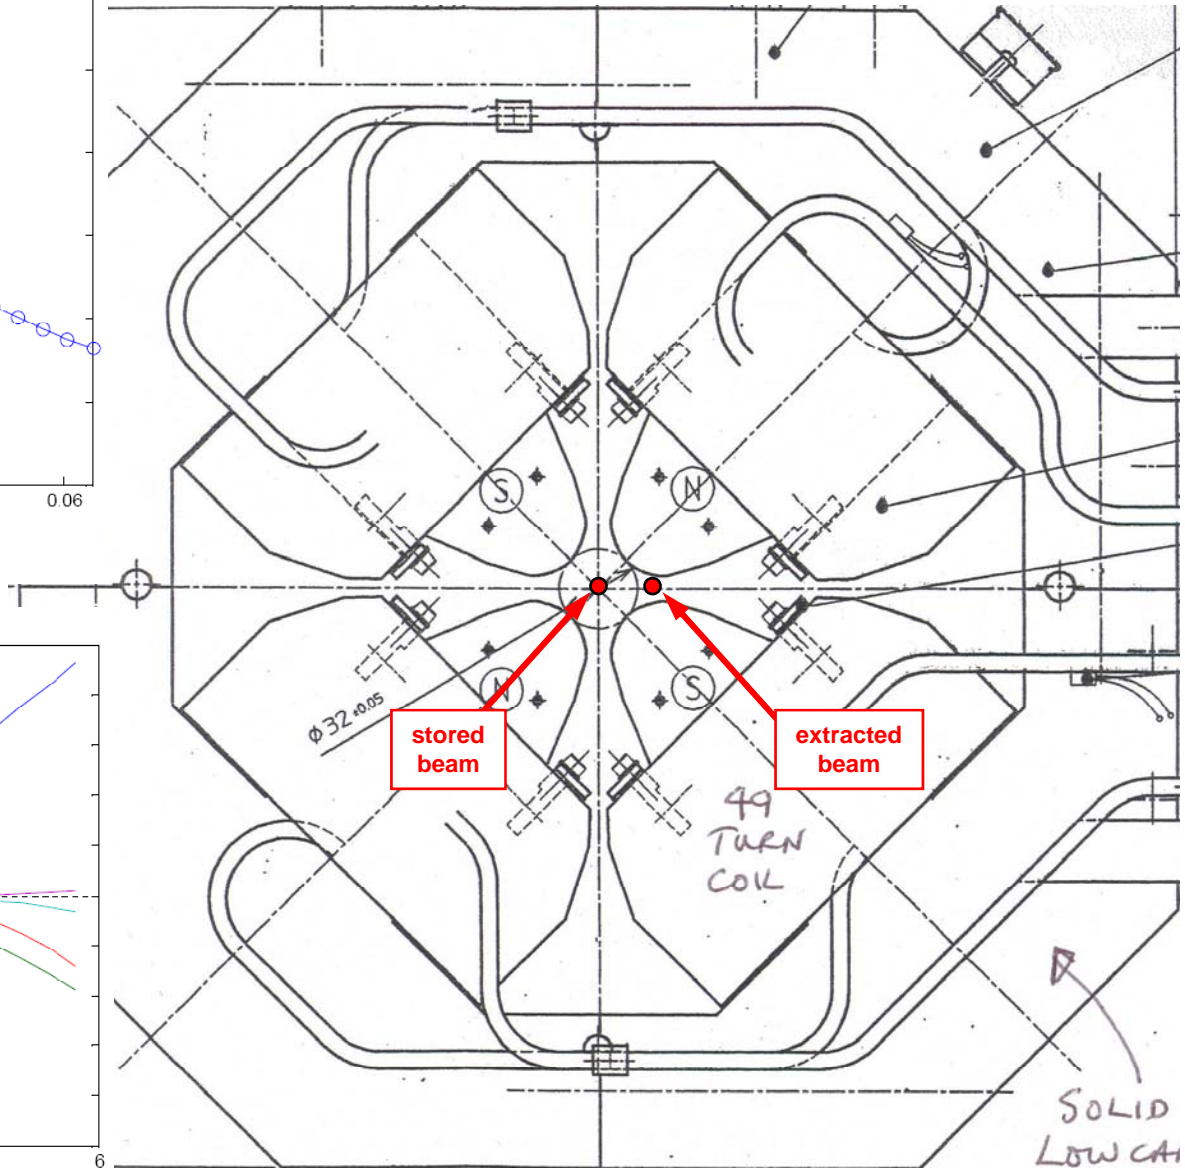 0.06
S
N
N
S
Ø 32 ±0.05
stored
beam
extracted
beam
49
TURN
COIL
SOLID
LOW CA
6